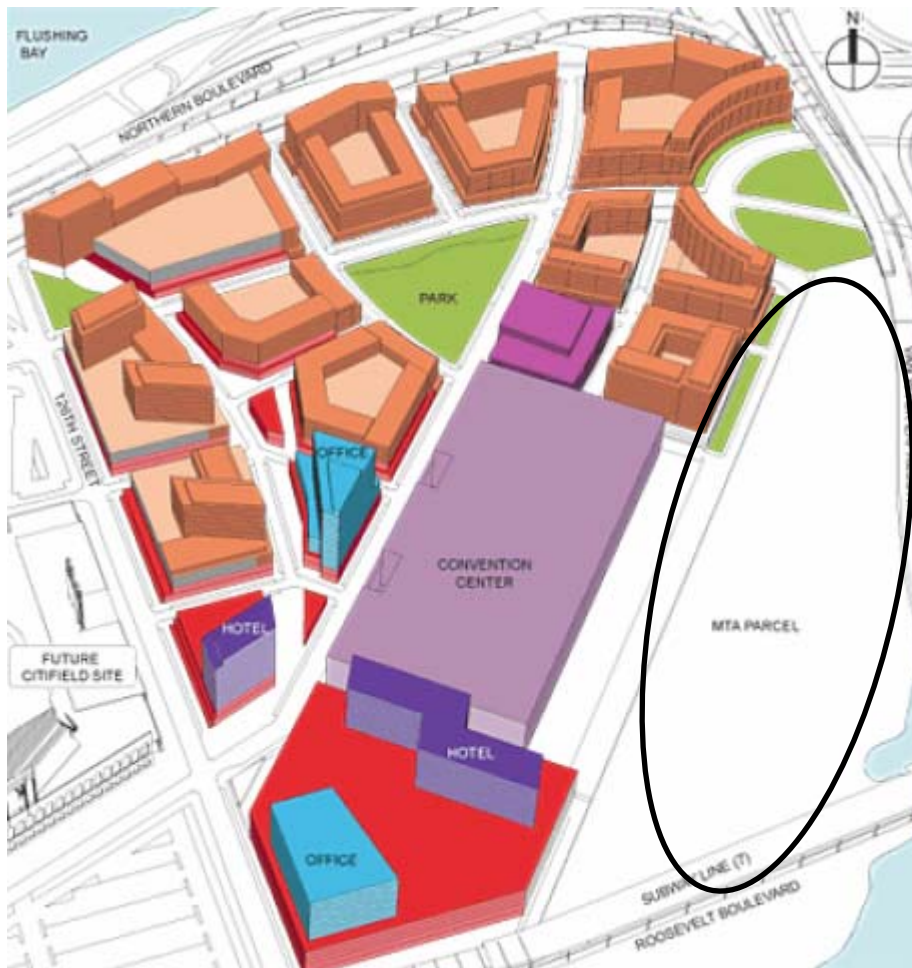 FLUSHING
BAY
N
NORTHERN BOULEVARD
PARK
126TH STREET
OFFICE
CONVENTION
CENTER
HOTEL
MTA PARCEL
FUTURE
CITIFIELD SITE
HOTEL
OFFICE
SUBWAY LINE (7)
ROOSEVELT BOULEVARD